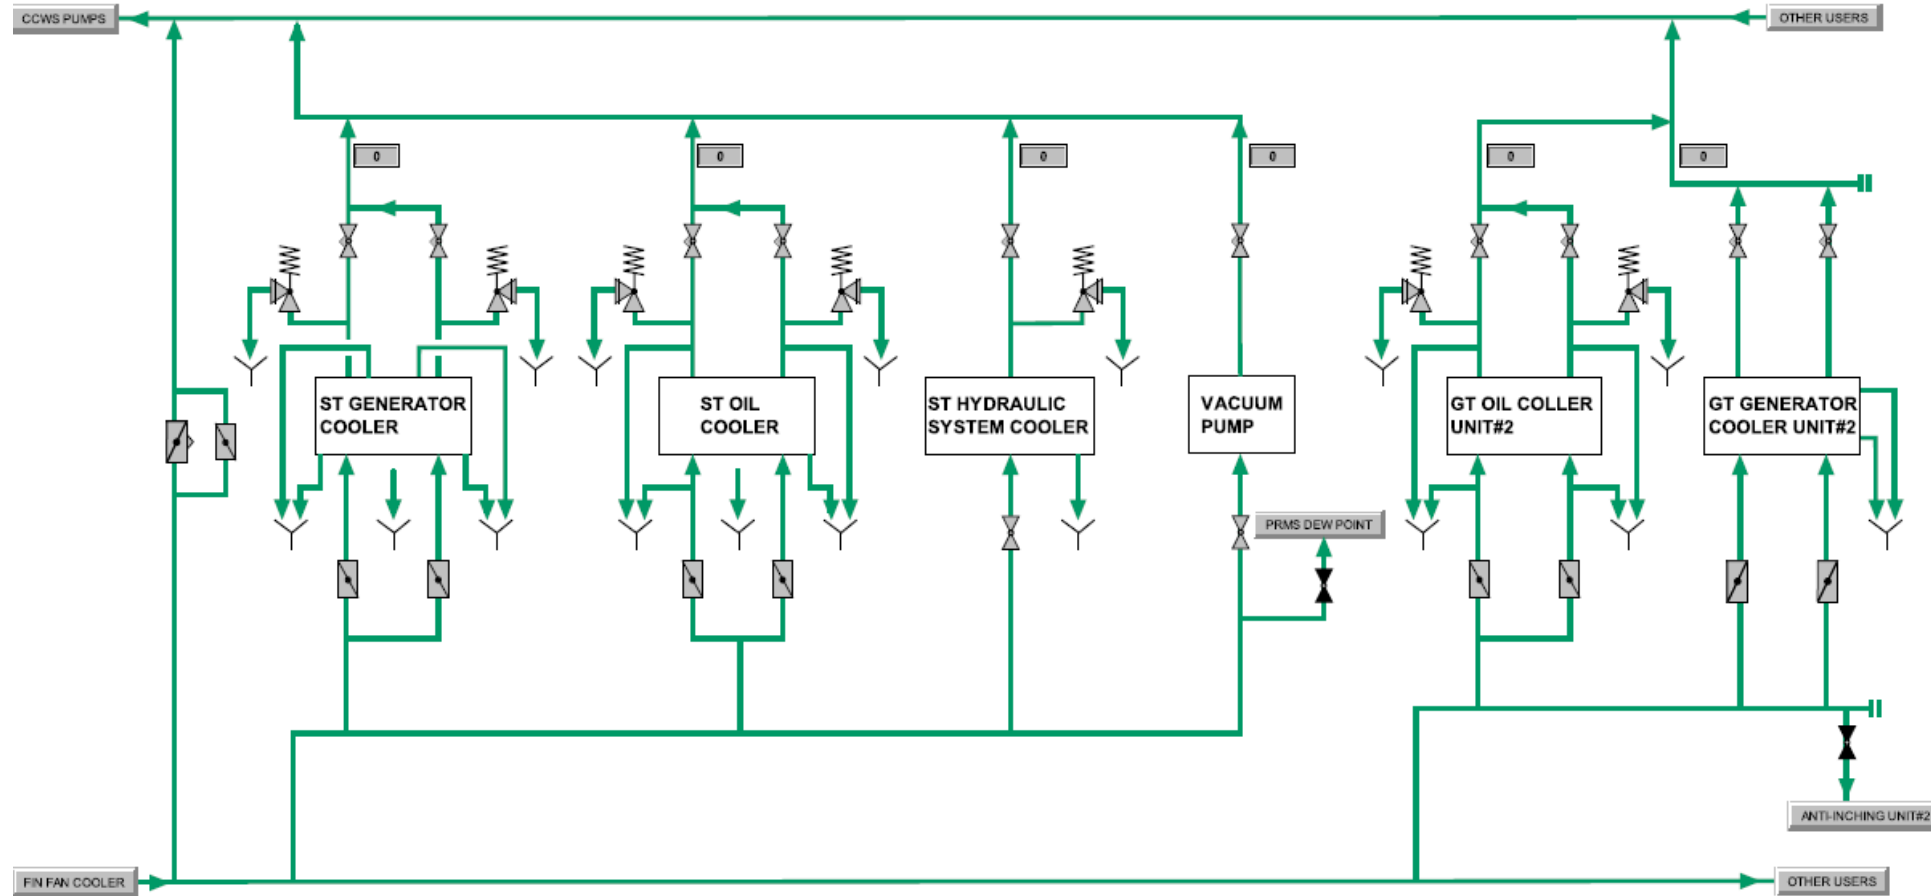 CCWS PUMPS
OTHER USERS
0
0
0
0
0
0
ST GENERATOR
COOLER
ST OIL
COOLER
ST HYDRAULIC
SYSTEM COOLER
VACUUM
PUMP
GT OIL COLLER
UNIT#2
GT GENERATOR
COOLER UNIT#2
PRMS DEW POINT
ANTI-INCHING UNIT#2
FIN FAN COOLER
OTHER USERS